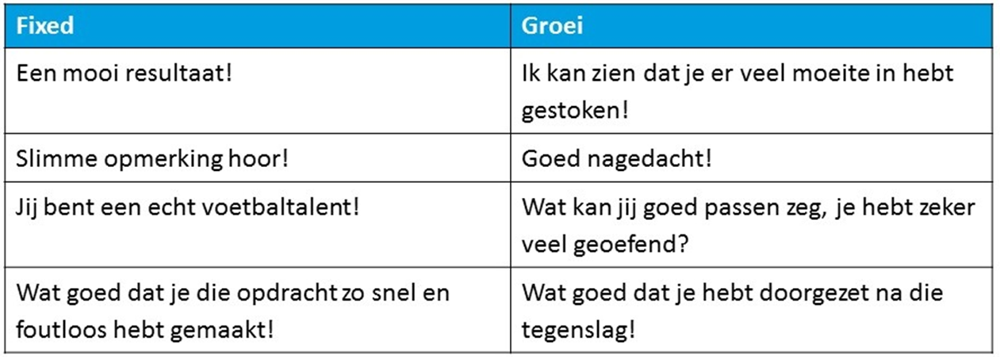 Fixed
Groei
Een mooi resultaat!
Ik kan zien dat je er veel moeite in hebt
gestoken!
Slimme opmerking hoor!
Goed nagedacht!
Jij bent een echt voetbaltalent!
Wat kan jij goed passen zeg, je hebt zeker
veel geoefend?
Wat goed dat je die opdracht zo snel en
foutloos hebt gemaakt!
Wat goed dat je hebt doorgezet na die
tegenslag!